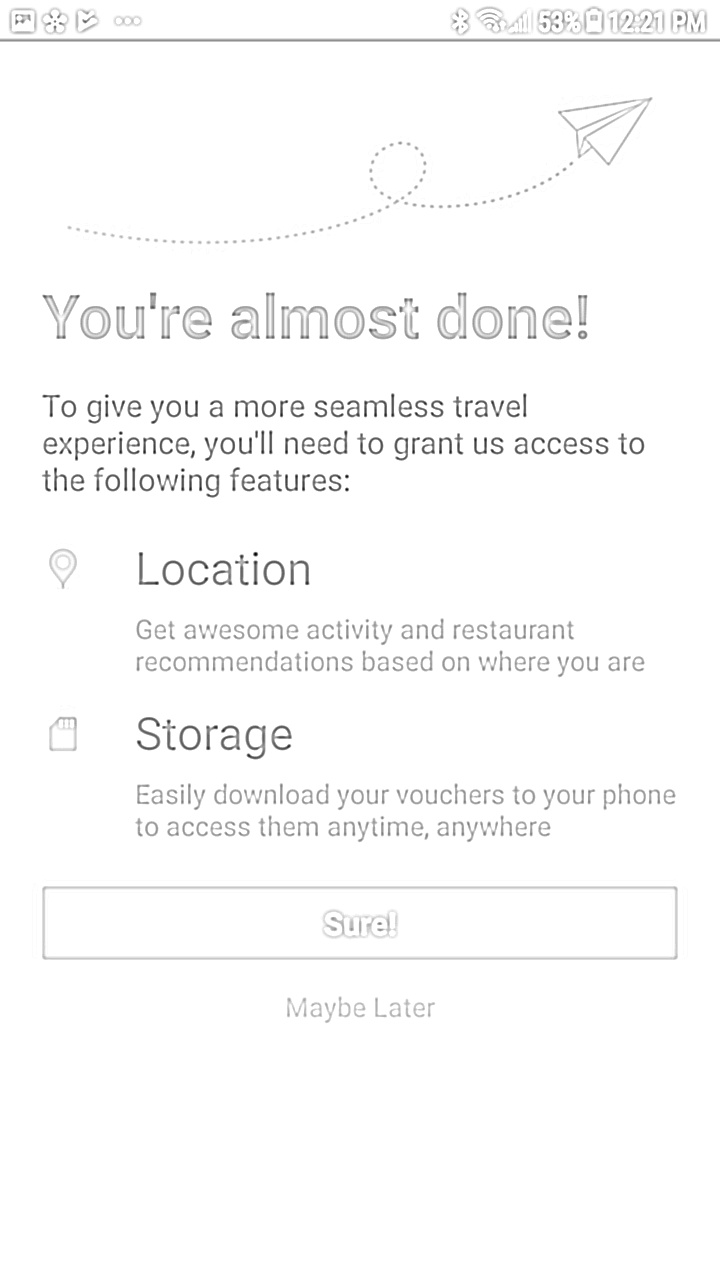 53% 12:21 PM
You're almost done!
To give you a more seamless travel
experience, you'll need to grant us access to
the following features:
Location
Get awesome activity and restaurant
recommendations based on where you are
Storage
Easily download your vouchers to your phone
to access them anytime, anywhere
Sure!
Maybe Later